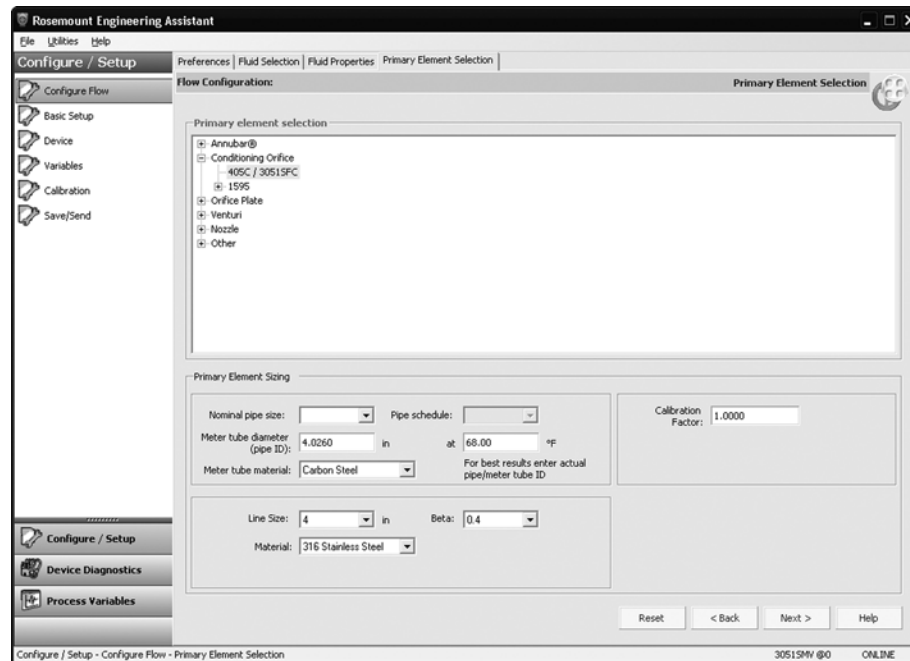 Rosemount Engineering Assistant
File Utilities Help
Configure / Setup
Preferences Fluid Selection Fluid Properties Primary Element Selection
Configure Flow
Basic Setup
Device
Variables
Calibration
Save/Send
Flow Configuration: Primary Element Selection
Primary element selection
Annubar®
Conditioning Orifice
405C / 3051SFC
1595
Orifice Plate
Venturi
Nozzle
Other
Primary Element Sizing
Nominal pipe size: Pipe schedule:
Meter tube diameter (pipe ID): 4.0260 in at 68.00 °F
Meter tube material: Carbon Steel
For best results enter actual
pipe/meter tube ID
Calibration Factor: 1.0000
Line Size: 4 in Beta: 0.4
Material: 316 Stainless Steel
Configure / Setup
Device Diagnostics
Process Variables
Reset < Back Next > Help
Configure / Setup - Configure Flow - Primary Element Selection 3051SMV @0 ONLINE